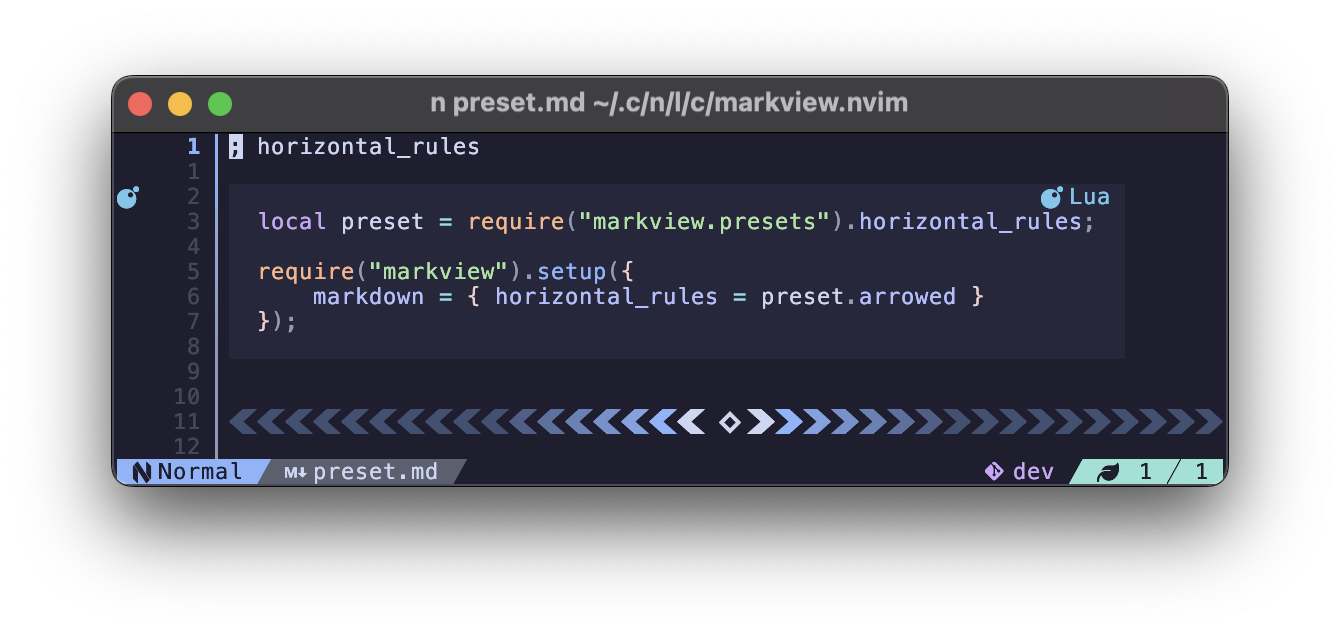 n preset.md ~/.c/n/l/c/markview.nvim
1 ; horizontal_rules
1
2 Lua
3 local preset = require("markview.presets").horizontal_rules;
4
5 require("markview").setup({
6 markdown = { horizontal_rules = preset.arrowed }
7 });
8
9
10
11
12
Normal M↓ preset.md dev 1 / 1